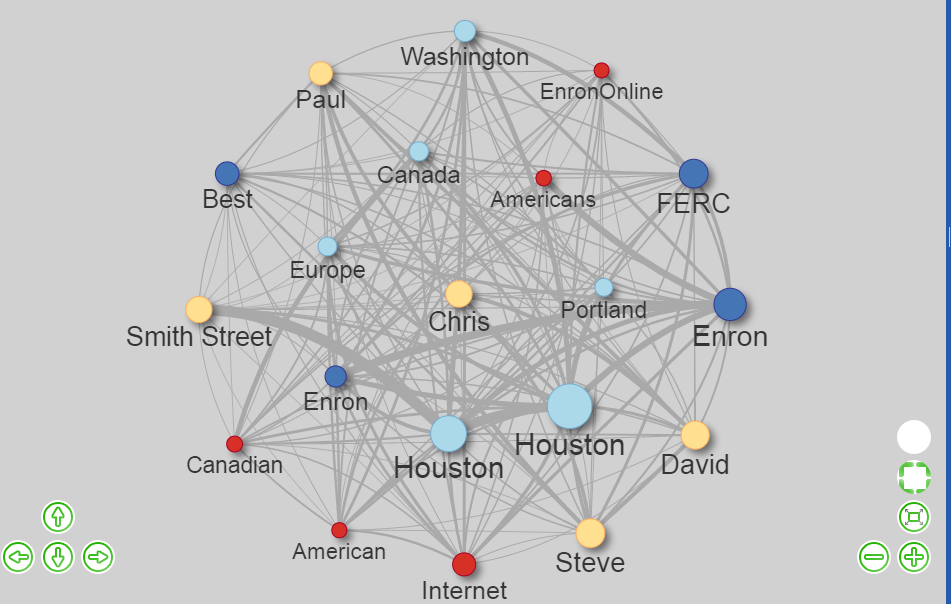 Washington
EnronOnline
Paul
Canada
Americans
Best
FERC
Europe
Portland
Chris
Smith Street
Enron
Enron
Houston
Houston
David
Canadian
American
Steve
Internet